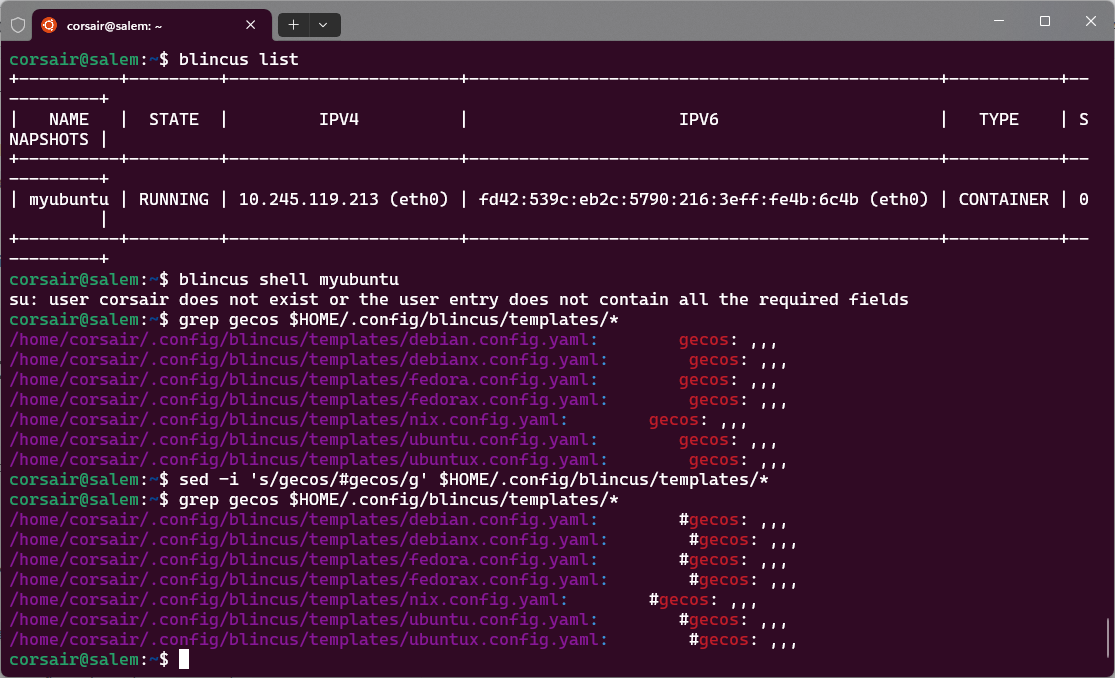 corsair@salem: ~
corsair@salem:~$ blincus list
+----------+---------+-----------------------+-----------------------------------------------+-----------+--
---------+
|   NAME   |  STATE  |         IPV4          |                     IPV6                      |   TYPE    | S
NAPSHOTS |
+----------+---------+-----------------------+-----------------------------------------------+-----------+--
---------+
| myubuntu | RUNNING | 10.245.119.213 (eth0) | fd42:539c:eb2c:5790:216:3eff:fe4b:6c4b (eth0) | CONTAINER | 0
         |
+----------+---------+-----------------------+-----------------------------------------------+-----------+--
---------+
corsair@salem:~$ blincus shell myubuntu
su: user corsair does not exist or the user entry does not contain all the required fields
corsair@salem:~$ grep gecos $HOME/.config/blincus/templates/*
/home/corsair/.config/blincus/templates/debian.config.yaml:        gecos: ,,,
/home/corsair/.config/blincus/templates/debianx.config.yaml:        gecos: ,,,
/home/corsair/.config/blincus/templates/fedora.config.yaml:        gecos: ,,,
/home/corsair/.config/blincus/templates/fedorax.config.yaml:        gecos: ,,,
/home/corsair/.config/blincus/templates/nix.config.yaml:        gecos: ,,,
/home/corsair/.config/blincus/templates/ubuntu.config.yaml:        gecos: ,,,
/home/corsair/.config/blincus/templates/ubuntux.config.yaml:        gecos: ,,,
corsair@salem:~$ sed -i 's/gecos/#gecos/g' $HOME/.config/blincus/templates/*
corsair@salem:~$ grep gecos $HOME/.config/blincus/templates/*
/home/corsair/.config/blincus/templates/debian.config.yaml:        #gecos: ,,,
/home/corsair/.config/blincus/templates/debianx.config.yaml:        #gecos: ,,,
/home/corsair/.config/blincus/templates/fedora.config.yaml:        #gecos: ,,,
/home/corsair/.config/blincus/templates/fedorax.config.yaml:        #gecos: ,,,
/home/corsair/.config/blincus/templates/nix.config.yaml:        #gecos: ,,,
/home/corsair/.config/blincus/templates/ubuntu.config.yaml:        #gecos: ,,,
/home/corsair/.config/blincus/templates/ubuntux.config.yaml:        #gecos: ,,,
corsair@salem:~$